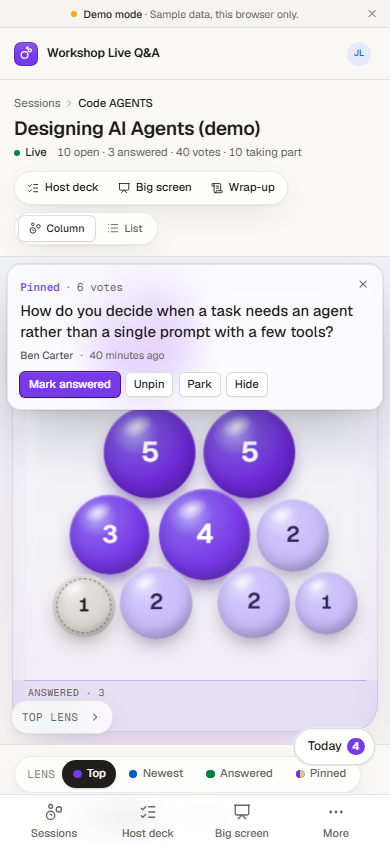 Demo mode · Sample data, this browser only.
Workshop Live Q&A
JL
Sessions > Code AGENTS
Designing AI Agents (demo)
Live 10 open · 3 answered · 40 votes · 10 taking part
Host deck Big screen Wrap-up
Column List
Pinned · 6 votes
How do you decide when a task needs an agent
rather than a single prompt with a few tools?
Ben Carter · 40 minutes ago
Mark answered Unpin Park Hide
5 5
3 4 2
1 2 2 1
ANSWERED · 3
TOP LENS
Today 4
LENS Top Newest Answered Pinned
Sessions Host deck Big screen More